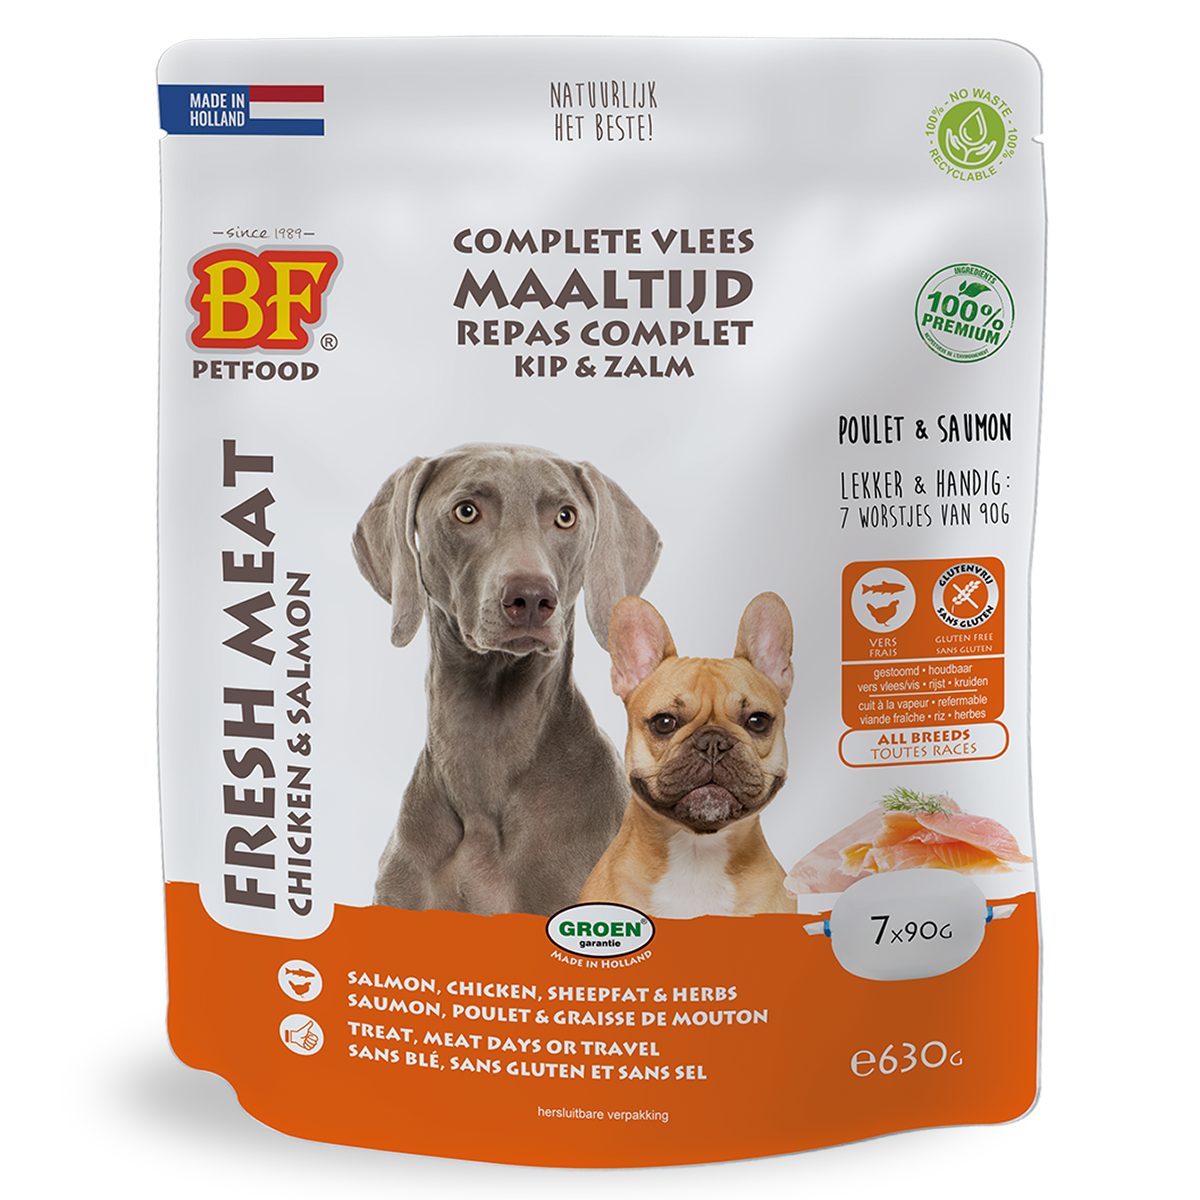 MADE IN
HOLLAND
NATUURLIJK
HET BESTE!
100% - NO WASTE - 100% - RECYCLABLE -
since 1989
BF®
PETFOOD
COMPLETE VLEES
MAALTIJD
REPAS COMPLET
KIP & ZALM
INGREDIENTS
100%
PREMIUM
POULET & SAUMON
LEKKER & HANDIG:
7 WORSTJES VAN 90G
FRESH MEAT
CHICKEN & SALMON
VERS
FRAIS
GLUTENVRIJ
SANS GLUTEN
GLUTEN FREE
SANS GLUTEN
gestoomd • houdbaar
vers vlees/vis • rijst • kruiden
cuit à la vapeur • refermable
viande fraîche • riz • herbes
ALL BREEDS
TOUTES RACES
7x90G
GROEN®
garantie
MADE IN HOLLAND
SALMON, CHICKEN, SHEEPFAT & HERBS
SAUMON, POULET & GRAISSE DE MOUTON
TREAT, MEAT DAYS OR TRAVEL
SANS BLÉ, SANS GLUTEN ET SANS SEL
℮630G
hersluitbare verpakking